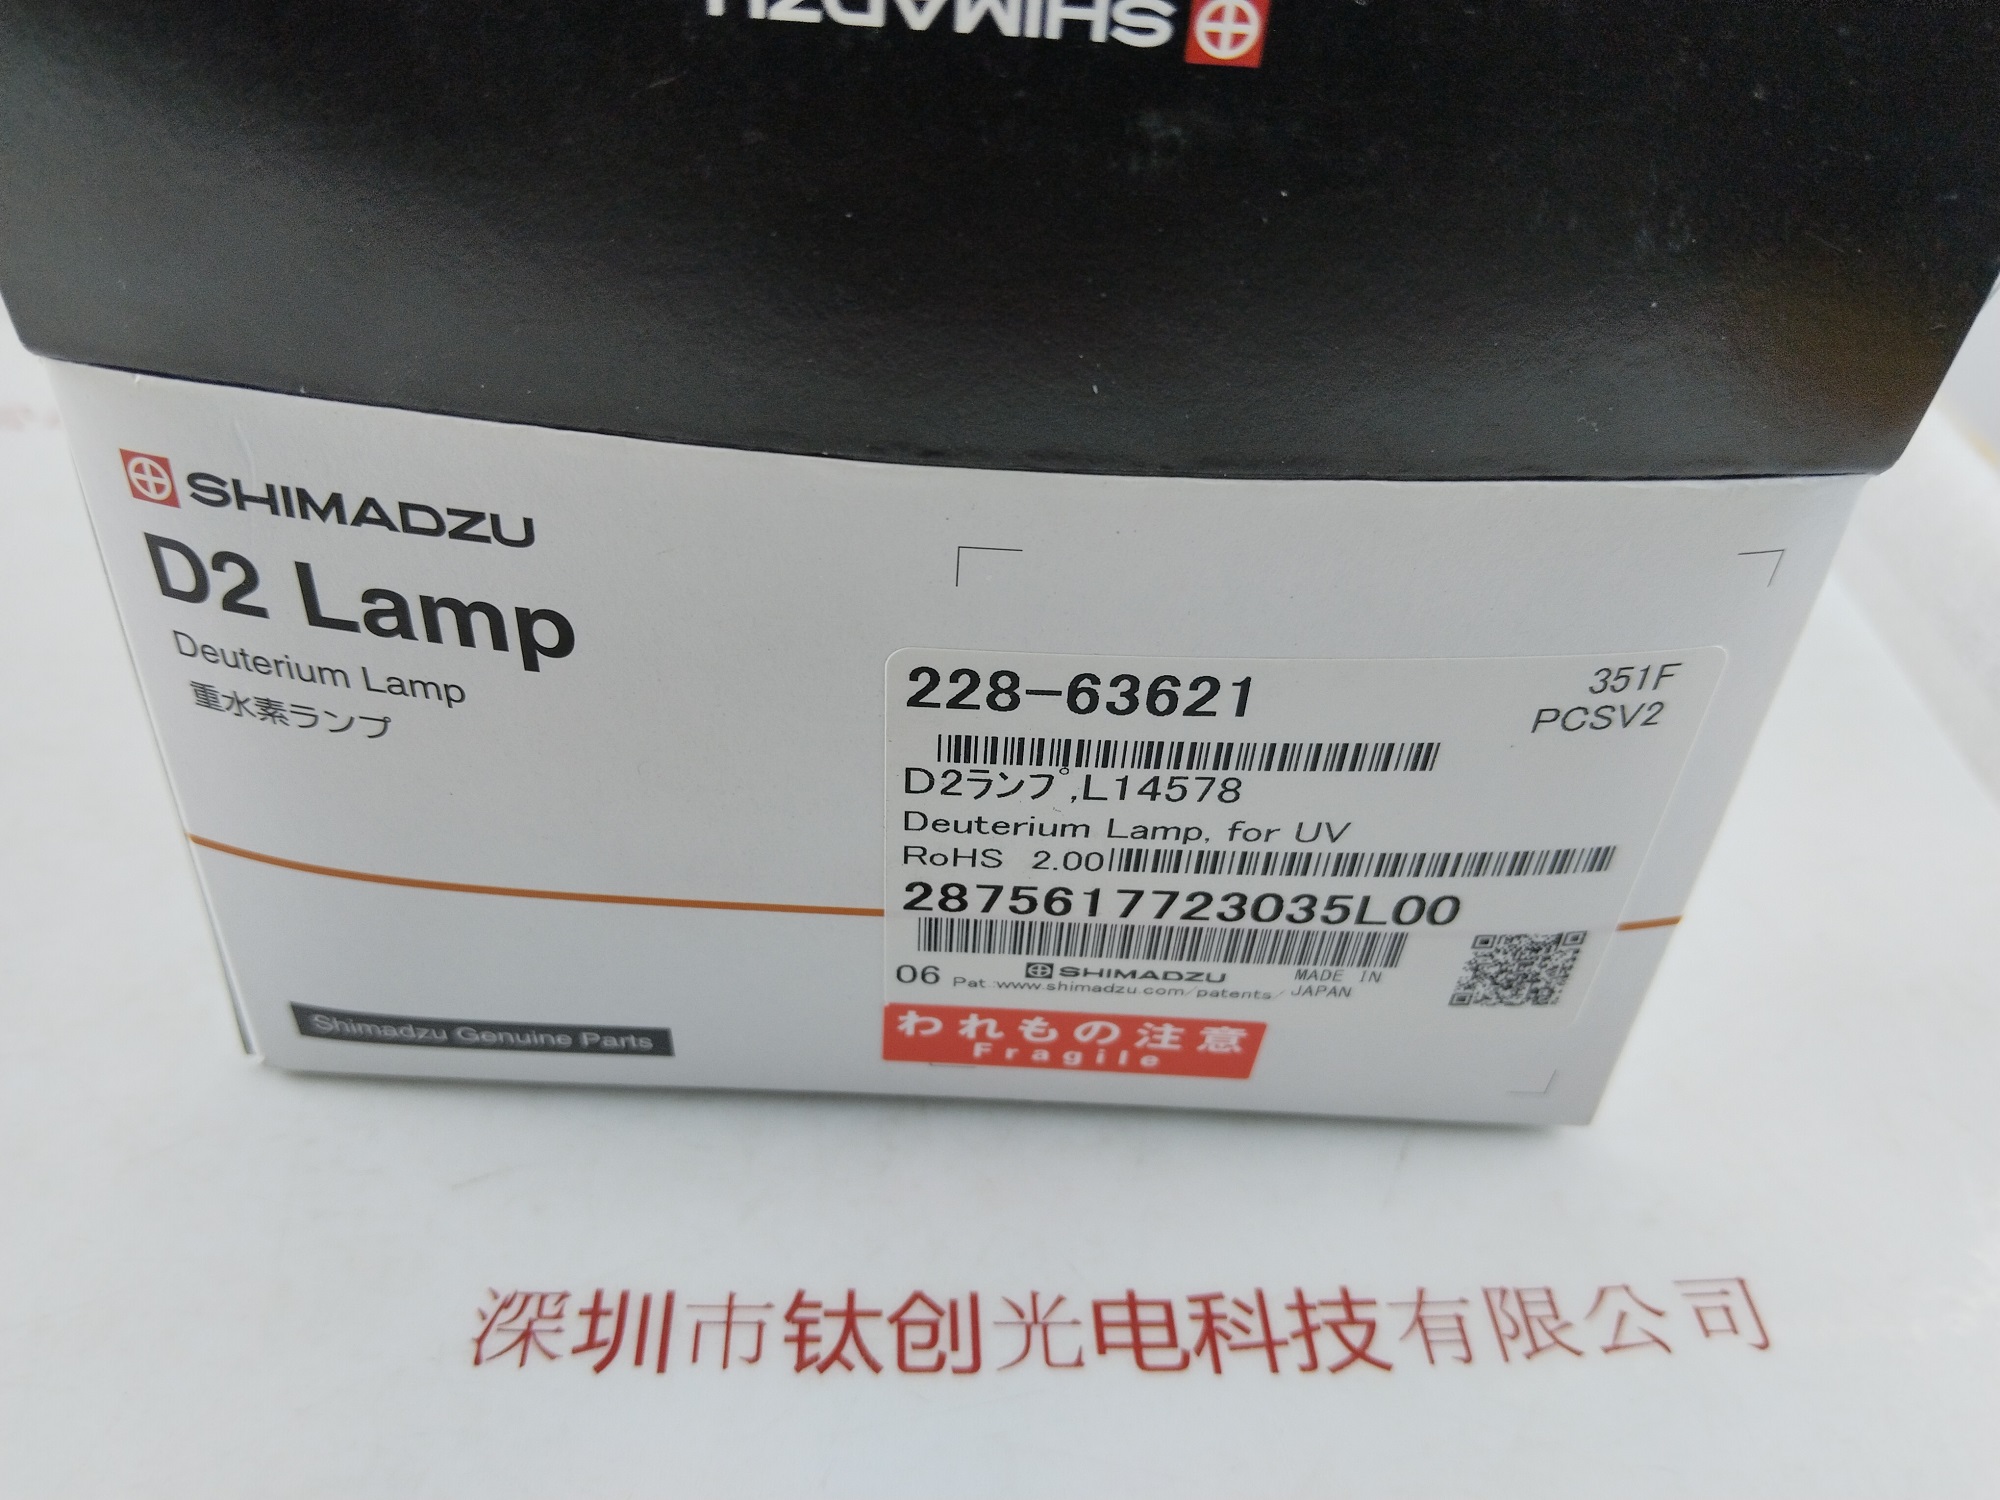 SHIMADZU
SHIMADZU
D2 Lamp
Deuterium Lamp
重水素ランプ
228-63621
351F
PCSV2
D2ランプ,L14578
Deuterium Lamp, for UV
RoHS 2.00
2875617723035L00
06 Pat.:www.shimadzu.com/patents/
SHIMADZU
MADE IN
JAPAN
われもの注意
Fragile
Shimadzu Genuine Parts
深圳市钛创光电科技有限公司